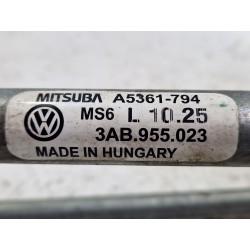 MITSUBA A5361-794
MS6 L 10.25
3AB.955.023
MADE IN HUNGARY